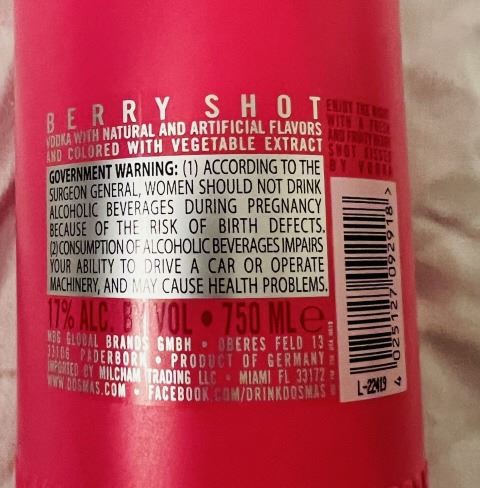 BERRY SHOT
VODKA WITH NATURAL AND ARTIFICIAL FLAVORS
AND COLORED WITH VEGETABLE EXTRACT
GOVERNMENT WARNING: (1) ACCORDING TO THE
SURGEON GENERAL, WOMEN SHOULD NOT DRINK
ALCOHOLIC BEVERAGES DURING PREGNANCY
BECAUSE OF THE RISK OF BIRTH DEFECTS.
(2) CONSUMPTION OF ALCOHOLIC BEVERAGES IMPAIRS
YOUR ABILITY TO DRIVE A CAR OR OPERATE
MACHINERY, AND MAY CAUSE HEALTH PROBLEMS.
17% ALC. BY VOL • 750 ML e
MBG GLOBAL BRANDS GMBH • OBERES FELD 13
33106 PADERBORN • PRODUCT OF GERMANY
IMPORTED BY MILCHAM TRADING LLC • MIAMI FL 33172
WWW.DOSMAS.COM • FACEBOOK.COM/DRINKDOSMAS
ENJOY THE NIGHT
WITH A FRESH
AND FRUITY BERRY
SHOT KISSED
BY VODKA
4 025127 092918 >
L-22419